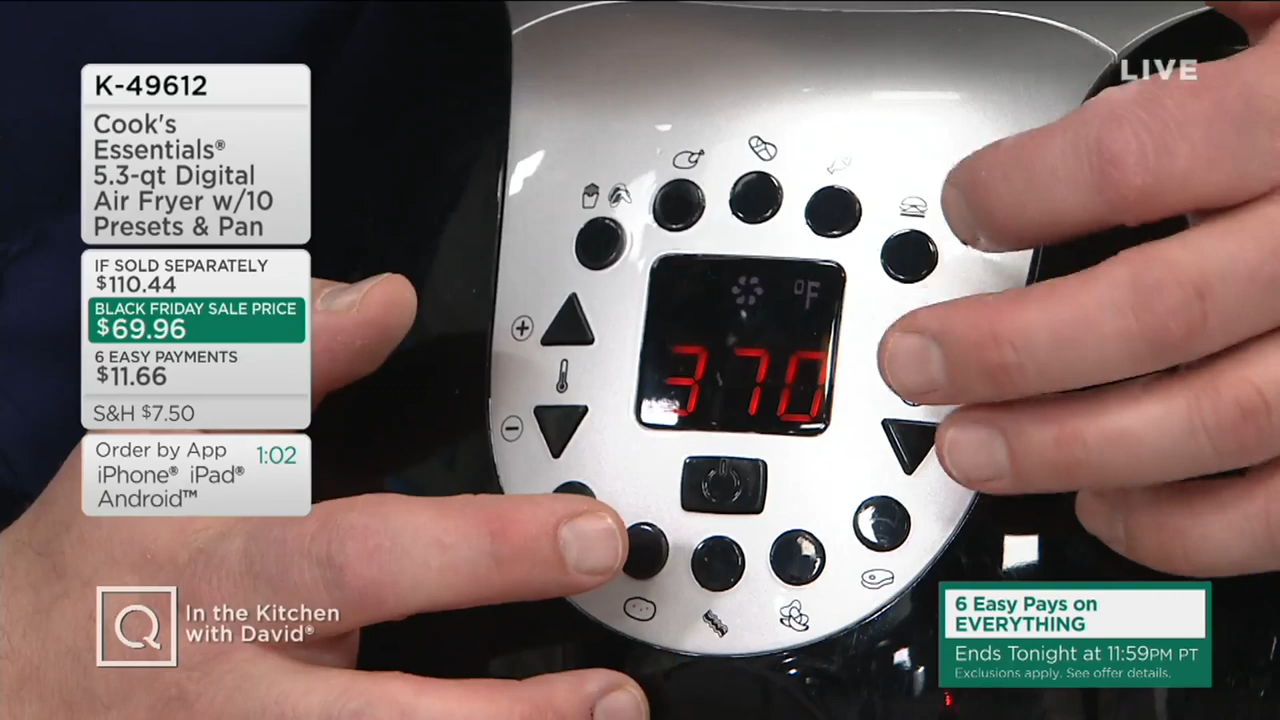 K-49612
Cook's
Essentials®
5.3-qt Digital
Air Fryer w/10
Presets & Pan
IF SOLD SEPARATELY
$110.44
BLACK FRIDAY SALE PRICE
$69.96
6 EASY PAYMENTS
$11.66
S&H $7.50
Order by App 1:02
iPhone® iPad®
Android™
Q
In the Kitchen
with David®
LIVE
°F
370
6 Easy Pays on
EVERYTHING
Ends Tonight at 11:59PM PT
Exclusions apply. See offer details.